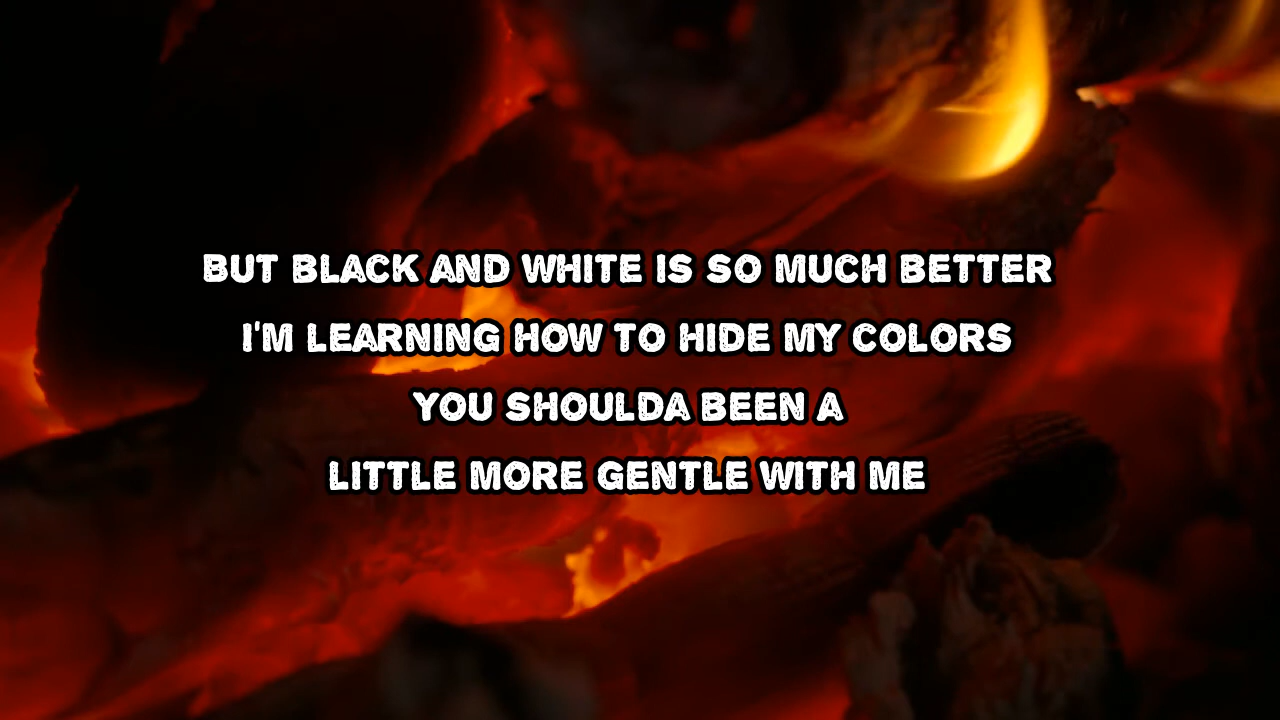 BUT BLACK AND WHITE IS SO MUCH BETTER
I'M LEARNING HOW TO HIDE MY COLORS
YOU SHOULDA BEEN A
LITTLE MORE GENTLE WITH ME